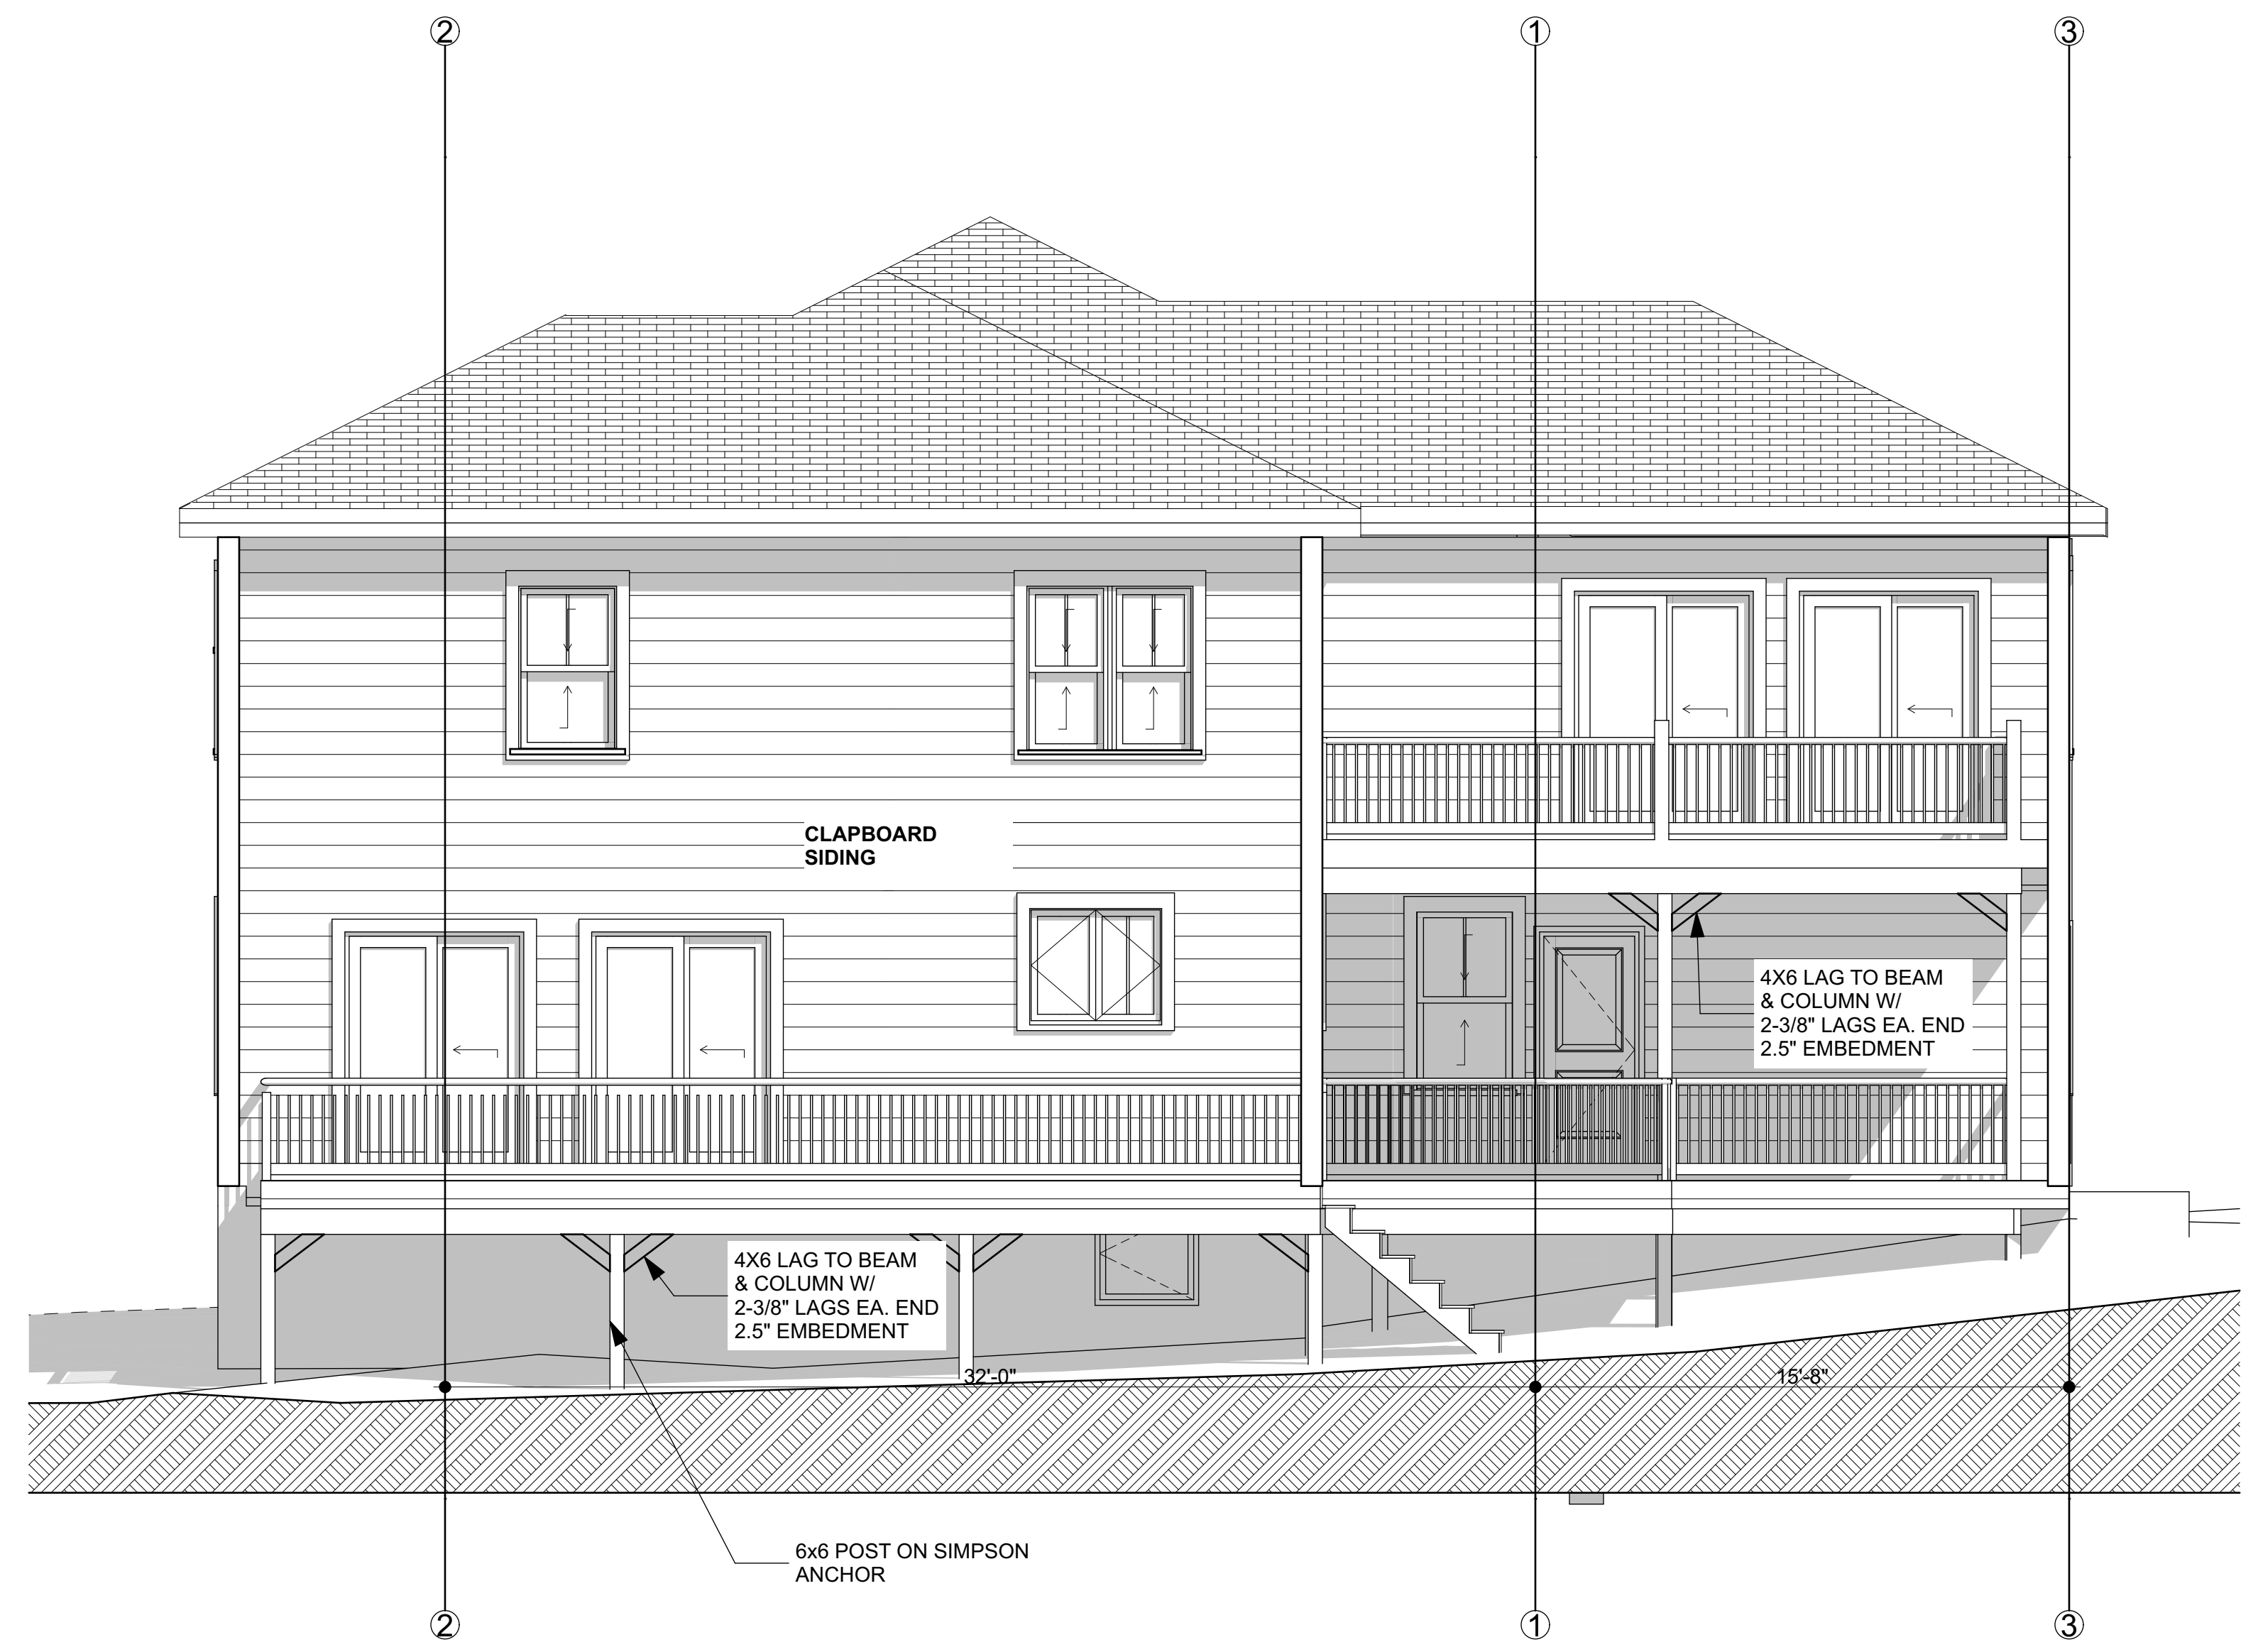 2
1
3
CLAPBOARD
SIDING
4X6 LAG TO BEAM
& COLUMN W/
2-3/8" LAGS EA. END
2.5" EMBEDMENT
4X6 LAG TO BEAM
& COLUMN W/
2-3/8" LAGS EA. END
2.5" EMBEDMENT
32'-0"
15'-8"
6x6 POST ON SIMPSON
ANCHOR
2
1
3